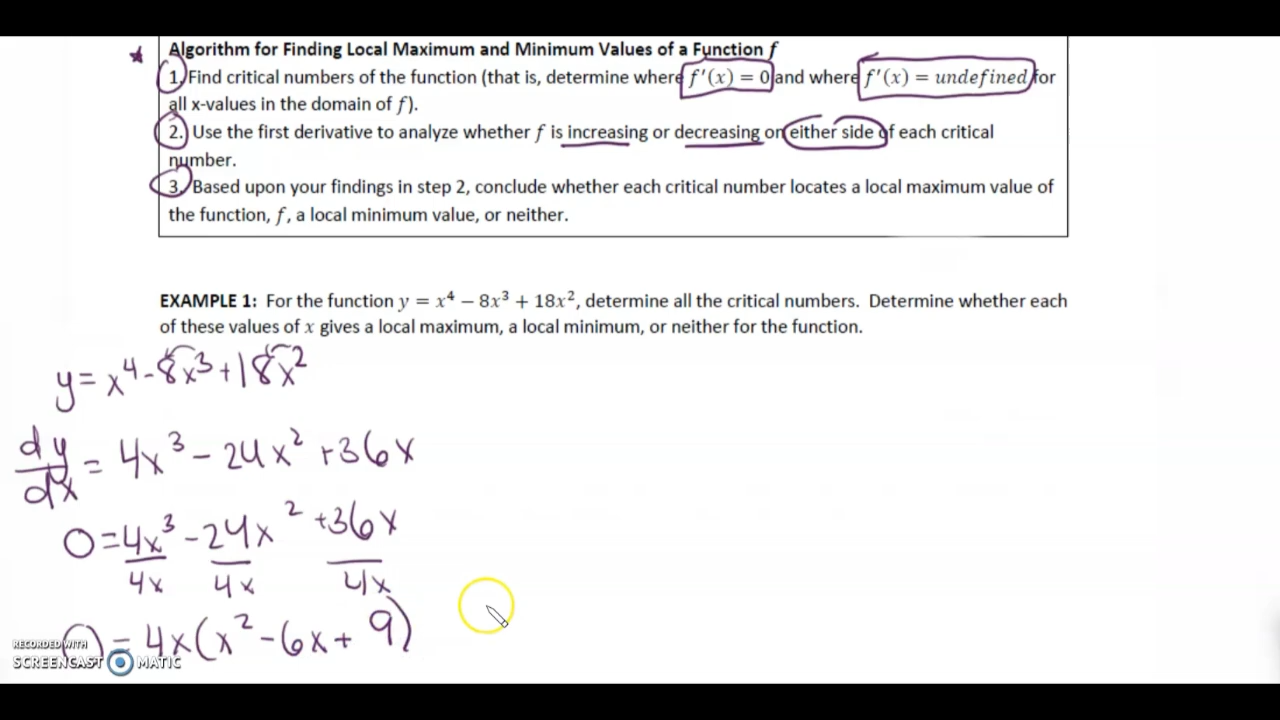 Algorithm for Finding Local Maximum and Minimum Values of a Function f
1. Find critical numbers of the function (that is, determine where f'(x) = 0 and where f'(x) = undefined for
all x-values in the domain of f).
2. Use the first derivative to analyze whether f is increasing or decreasing on either side of each critical
number.
3. Based upon your findings in step 2, conclude whether each critical number locates a local maximum value of
the function, f, a local minimum value, or neither.
EXAMPLE 1: For the function y = x⁴ − 8x³ + 18x², determine all the critical numbers. Determine whether each
of these values of x gives a local maximum, a local minimum, or neither for the function.
y = x⁴ - 8x³ + 18x²
dy/dx = 4x³ - 24x² + 36x
0 = 4x³ - 24x² + 36x
4x 4x 4x
0 = 4x(x² - 6x + 9)
RECORDED WITH
SCREENCAST MATIC